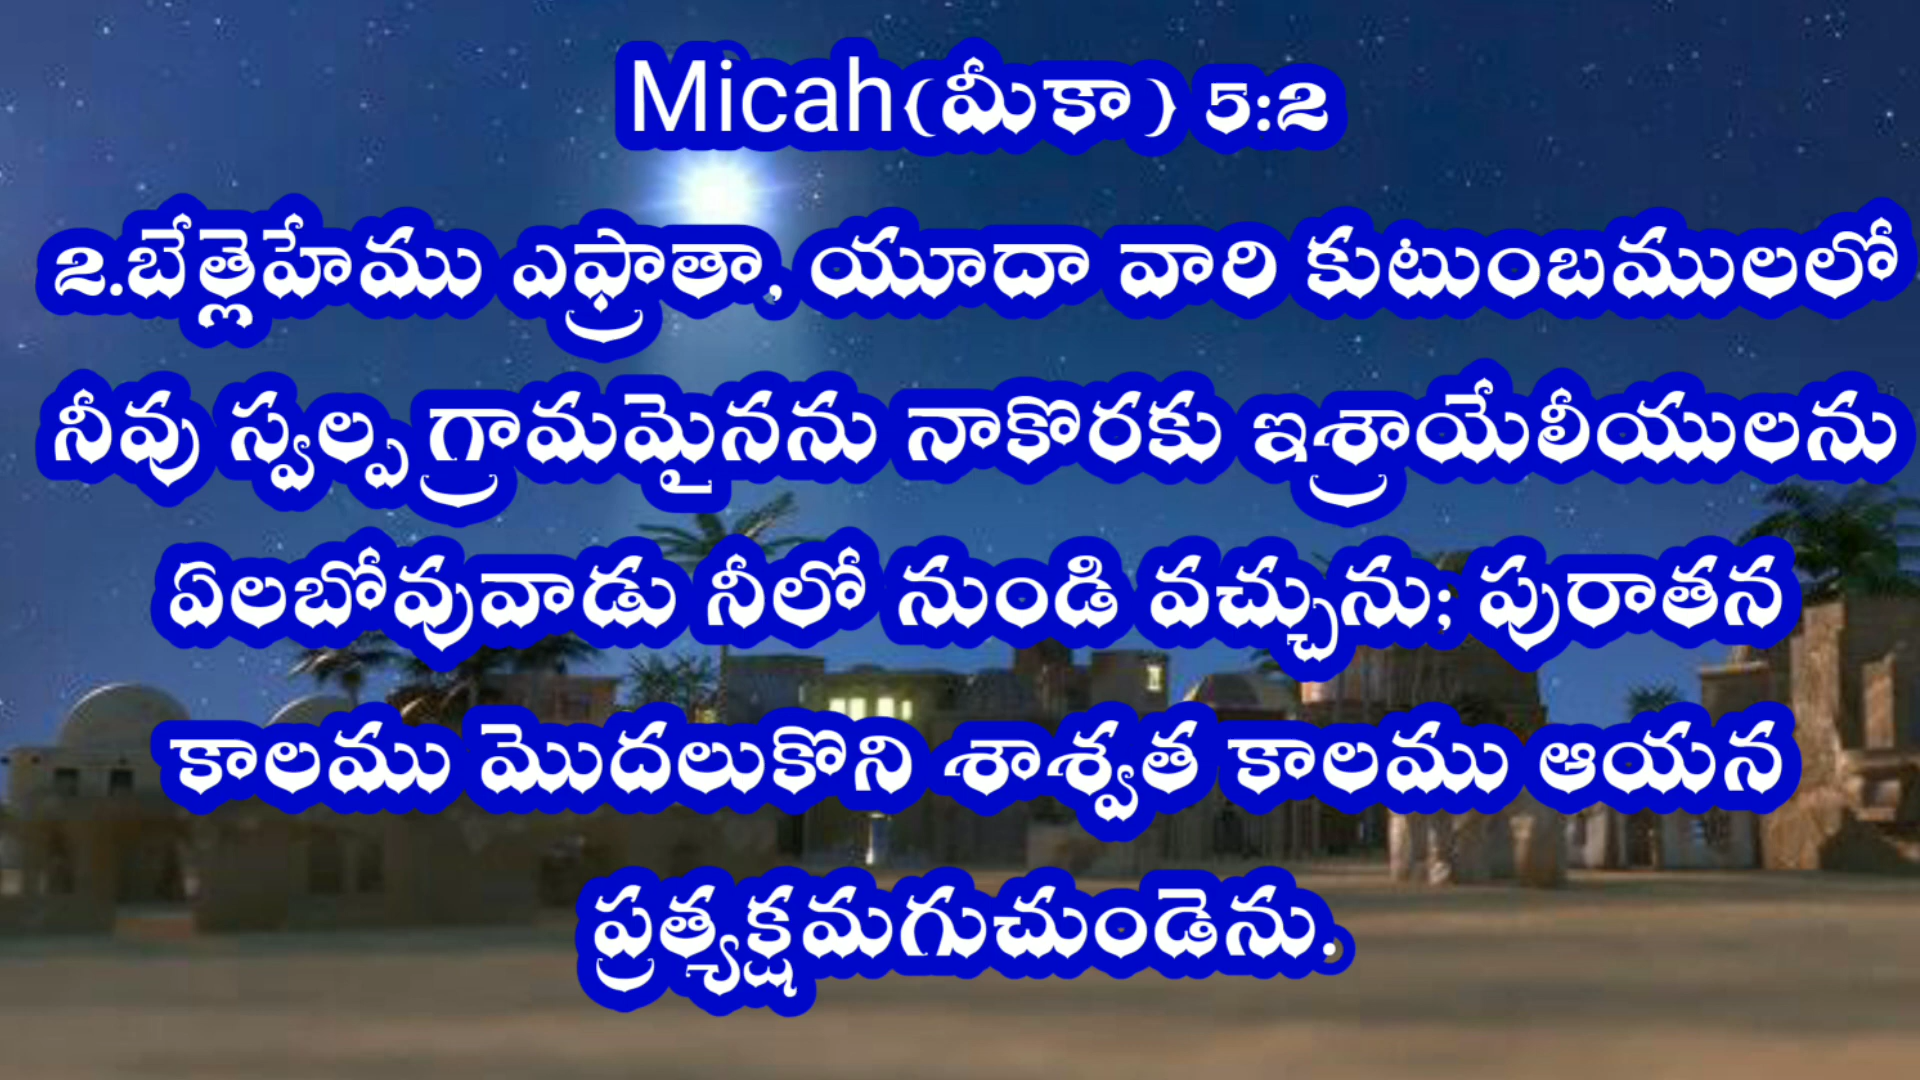 Micah(మీకా) 5:2
2.బేత్లెహేము ఎఫ్రాతా, యూదా వారి కుటుంబములలో
నీవు స్వల్ప గ్రామమైనను నాకొరకు ఇశ్రాయేలీయులను
ఏలబోవువాడు నీలో నుండి వచ్చును; పురాతన
కాలము మొదలుకొని శాశ్వత కాలము ఆయన
ప్రత్యక్షమగుచుండెను.